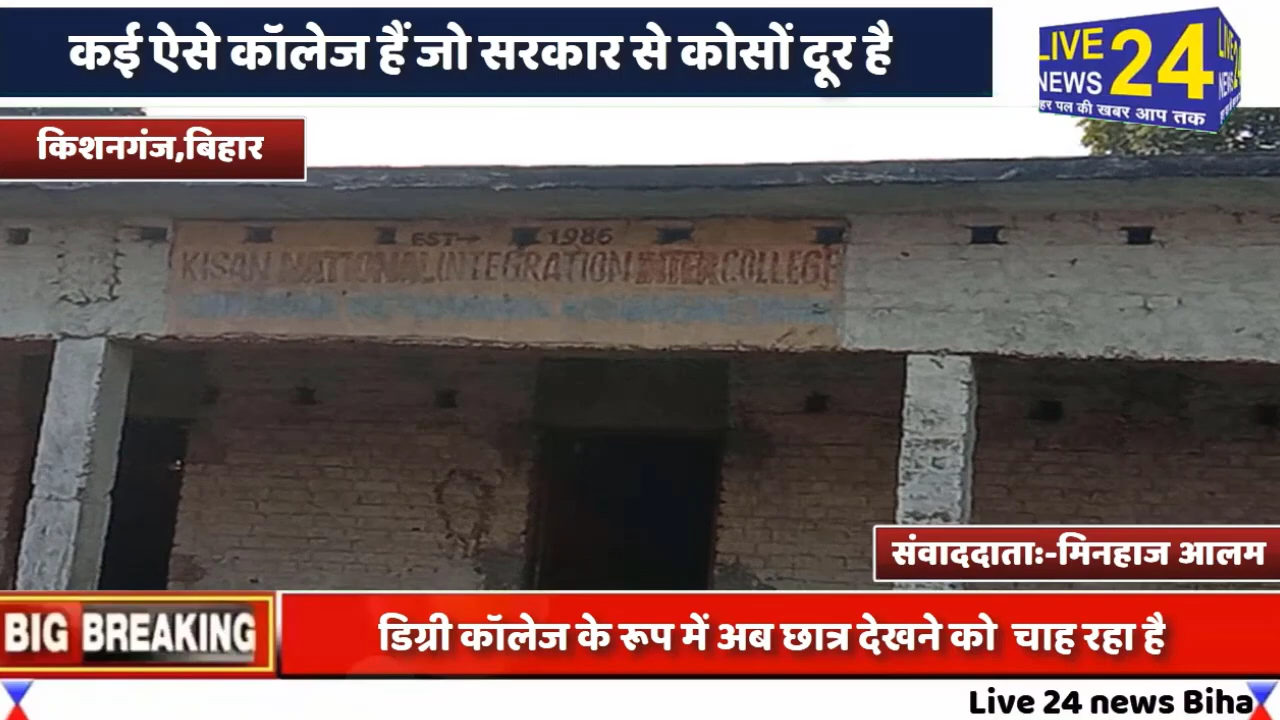 कई ऐसे कॉलेज हैं जो सरकार से कोसों दूर है
LIVE
NEWS 24
हर पल की खबर आप तक
किशनगंज,बिहार
EST- 1986
KISAN NATIONAL INTEGRATION INTER COLLEGE
संवाददाताः-मिनहाज आलम
BIG BREAKING
डिग्री कॉलेज के रूप में अब छात्र देखने को चाह रहा है
Live 24 news Biha